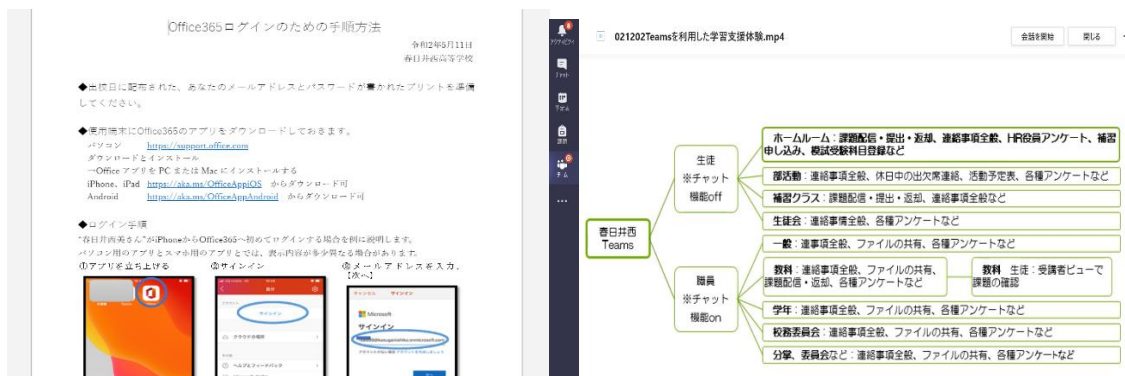 Office365ログインのための手順方法
令和2年5月11日
春日井西高等学校
◆出校日に配布された、あなたのメールアドレスとパスワードが書かれたプリントを準備
してください。
◆使用端末にOffice365のアプリをダウンロードしておきます。
パソコン https://support.office.com
ダウンロードとインストール
→Office アプリを PC または Mac にインストールする
iPhone、iPad https://aka.ms/OfficeAppiOS からダウンロード可
Android https://aka.ms/OfficeAppAndroid からダウンロード可
◆ログイン手順
"春日井西美さん"がiPhoneからOffice365へ初めてログインする場合を例に説明します。
パソコン用のアプリとスマホ用のアプリとでは、表示内容が多少異なる場合があります。
①アプリを立ち上げる
②サインイン
③メールアドレスを入力、
【次へ】
サインイン
クラウドの場所
ヘルプとフィードバック
キャンセル サインイン
Microsoft
サインイン
021202Teamsを利用した学習支援体験.mp4
会話を開始
閉じる
春日井西
Teams
生徒
※チャット
機能off
ホームルーム：課題配信・提出・返却、連絡事項全般、HR役員アンケート、補習
申し込み、模試受験科目登録など
部活動：連絡事項全般、休日中の出欠席連絡、活動予定表、各種アンケートなど
補習クラス：課題配信・提出・返却、連絡事項全般など
生徒会：連絡事情全般、各種アンケートなど
職員
※チャット
機能on
一般：連事項全般、ファイルの共有、各種アンケートなど
教科：連絡事項全般、ファイルの共有、
課題配信・返却、各種アンケートなど
教科 生徒：受講者ビューで
課題の確認
学年：連絡事項全般、ファイルの共有、各種アンケートなど
校務委員会：連絡事項全般、ファイルの共有、各種アンケートなど
分掌、委員会など：連絡事項全般、ファイルの共有、各種アンケートなど